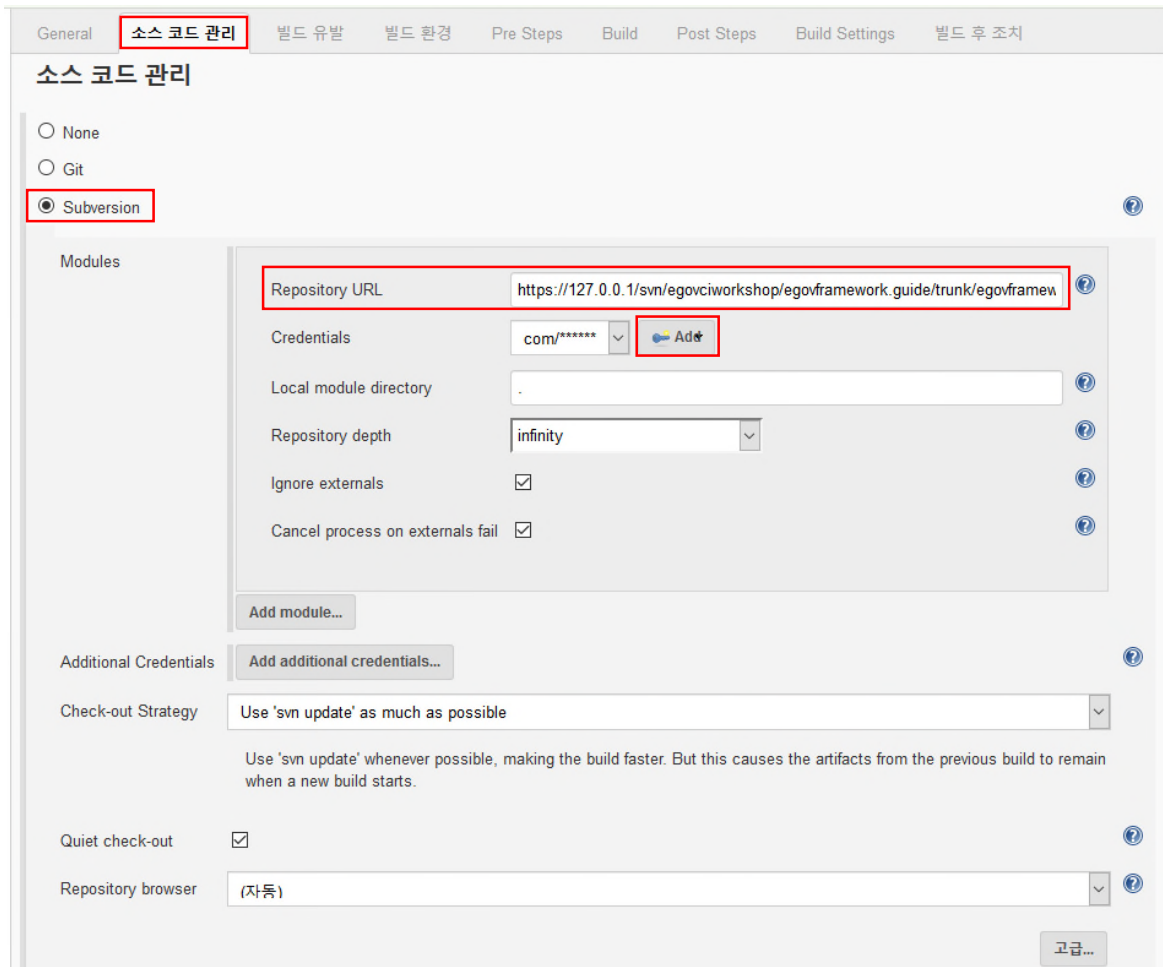 General 소스 코드 관리 빌드 유발 빌드 환경 Pre Steps Build Post Steps Build Settings 빌드 후 조치
소스 코드 관리
None
Git
Subversion
Modules
Repository URL https://127.0.0.1/svn/egovciworkshop/egovframework.guide/trunk/egovframew
Credentials com/****** Add
Local module directory .
Repository depth infinity
Ignore externals
Cancel process on externals fail
Add module...
Additional Credentials Add additional credentials...
Check-out Strategy Use 'svn update' as much as possible
Use 'svn update' whenever possible, making the build faster. But this causes the artifacts from the previous build to remain
when a new build starts.
Quiet check-out
Repository browser (자동)
고급...